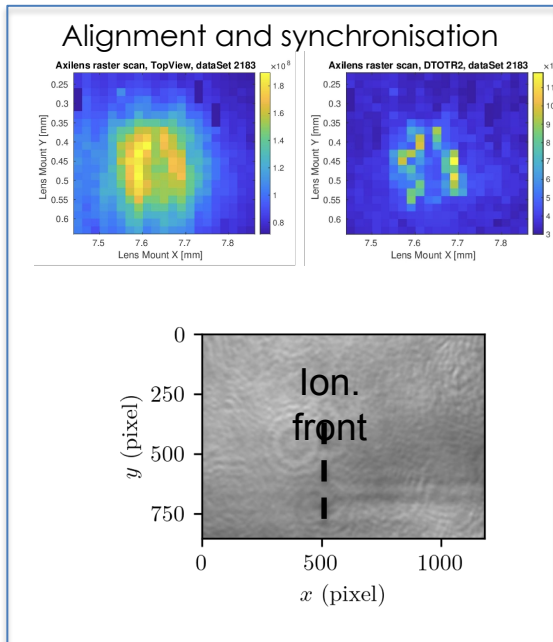 Alignment and synchronisation
Axilens raster scan, TopView, dataSet 2183
×10⁸
2
1.8
1.6
1.4
1.2
1
0.8
0.25
0.3
0.35
0.4
0.45
0.5
0.55
0.6
Lens Mount Y [mm]
7.5 7.6 7.7 7.8
Lens Mount X [mm]
Axilens raster scan, DTOTR2, dataSet 2183
11
10
9
8
7
6
5
4
3
0.25
0.3
0.35
0.4
0.45
0.5
0.55
0.6
Lens Mount Y [mm]
7.5 7.6 7.7 7.8
Lens Mount X [mm]
Ion.
front
0
250
500
750
y (pixel)
0 500 1000
x (pixel)